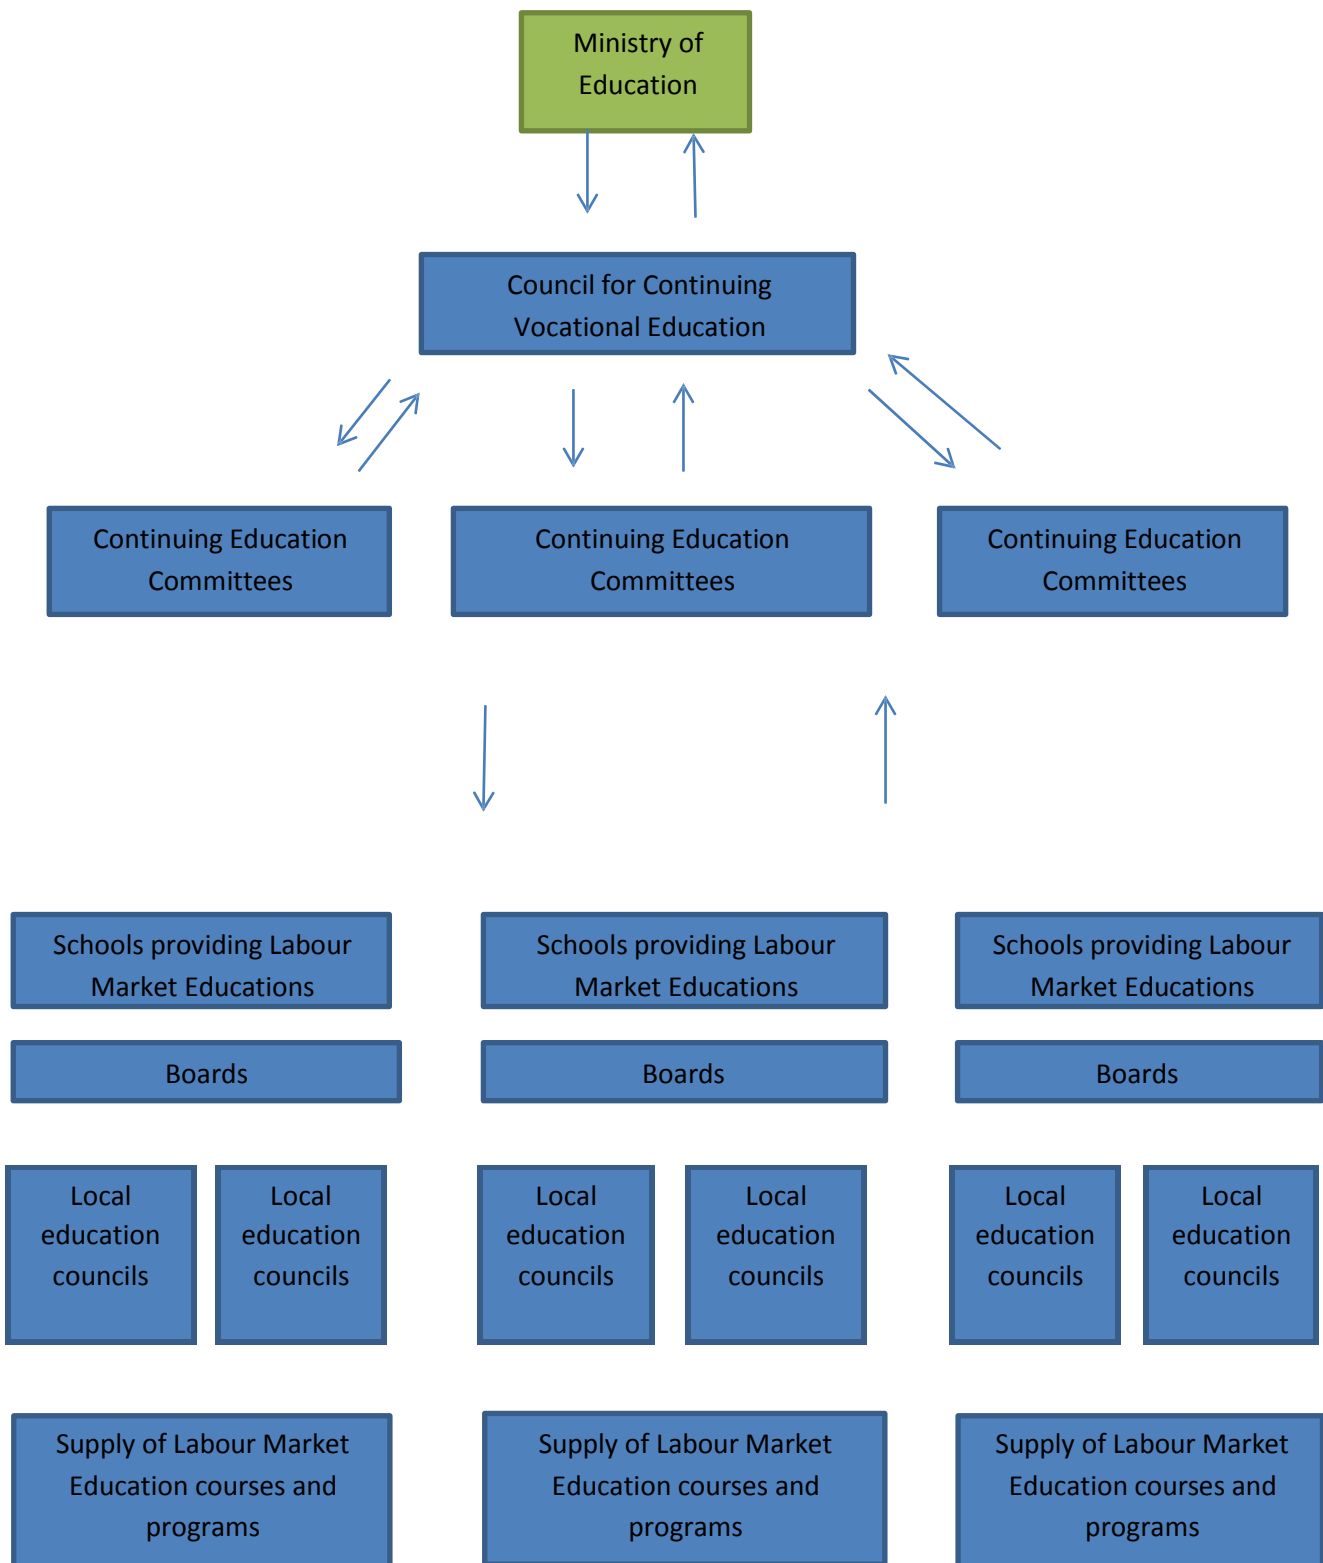 Ministry of
Education
Council for Continuing
Vocational Education
Continuing Education
Committees
Continuing Education
Committees
Continuing Education
Committees
Schools providing Labour
Market Educations
Schools providing Labour
Market Educations
Schools providing Labour
Market Educations
Boards
Boards
Boards
Local
education
councils
Local
education
councils
Local
education
councils
Local
education
councils
Local
education
councils
Local
education
councils
Supply of Labour Market
Education courses and
programs
Supply of Labour Market
Education courses and
programs
Supply of Labour Market
Education courses and
programs